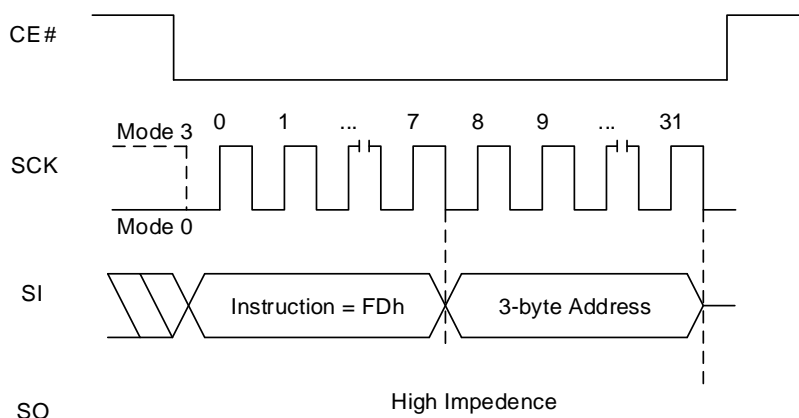 CE#
0 1 ... 7 8 9 ... 31
Mode 3
SCK
Mode 0
SI
Instruction = FDh
3-byte Address
High Impedence
SO